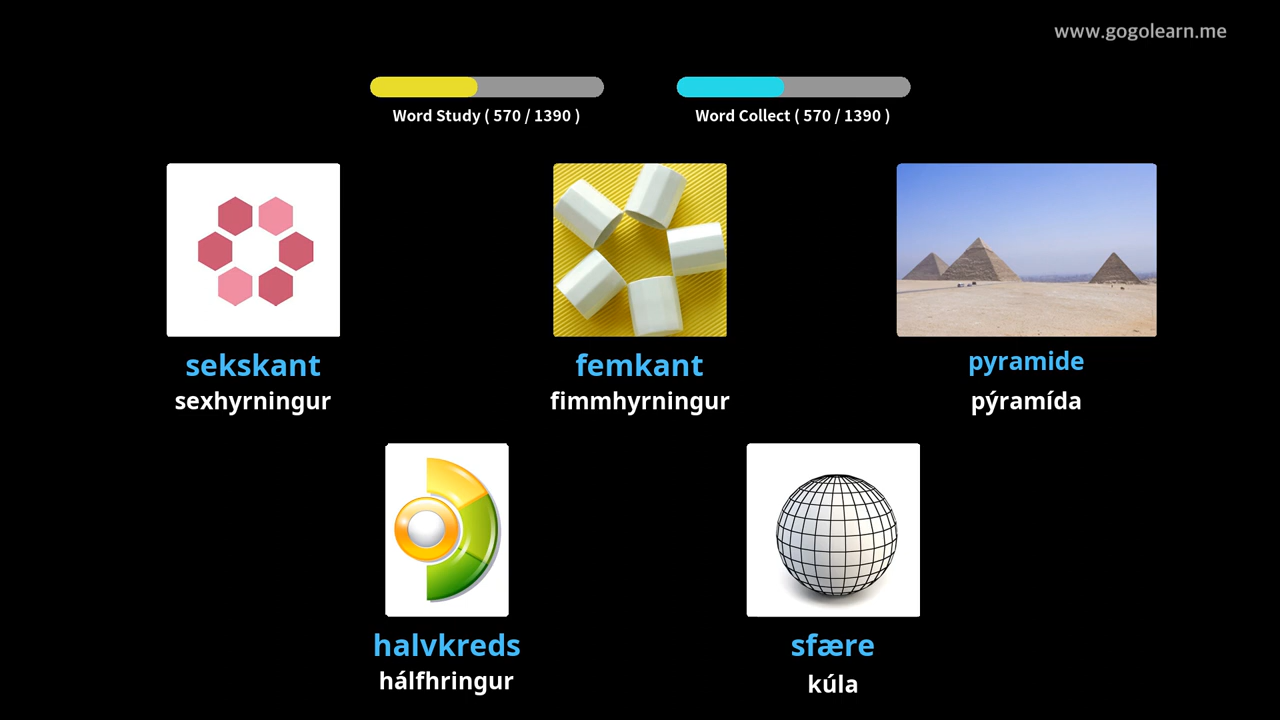 www.gogolearn.me
Word Study ( 570 / 1390 )
Word Collect ( 570 / 1390 )
sekskant
sexhyrningur
femkant
fimmhyrningur
pyramide
pýramída
halvkreds
hálfhringur
sfære
kúla